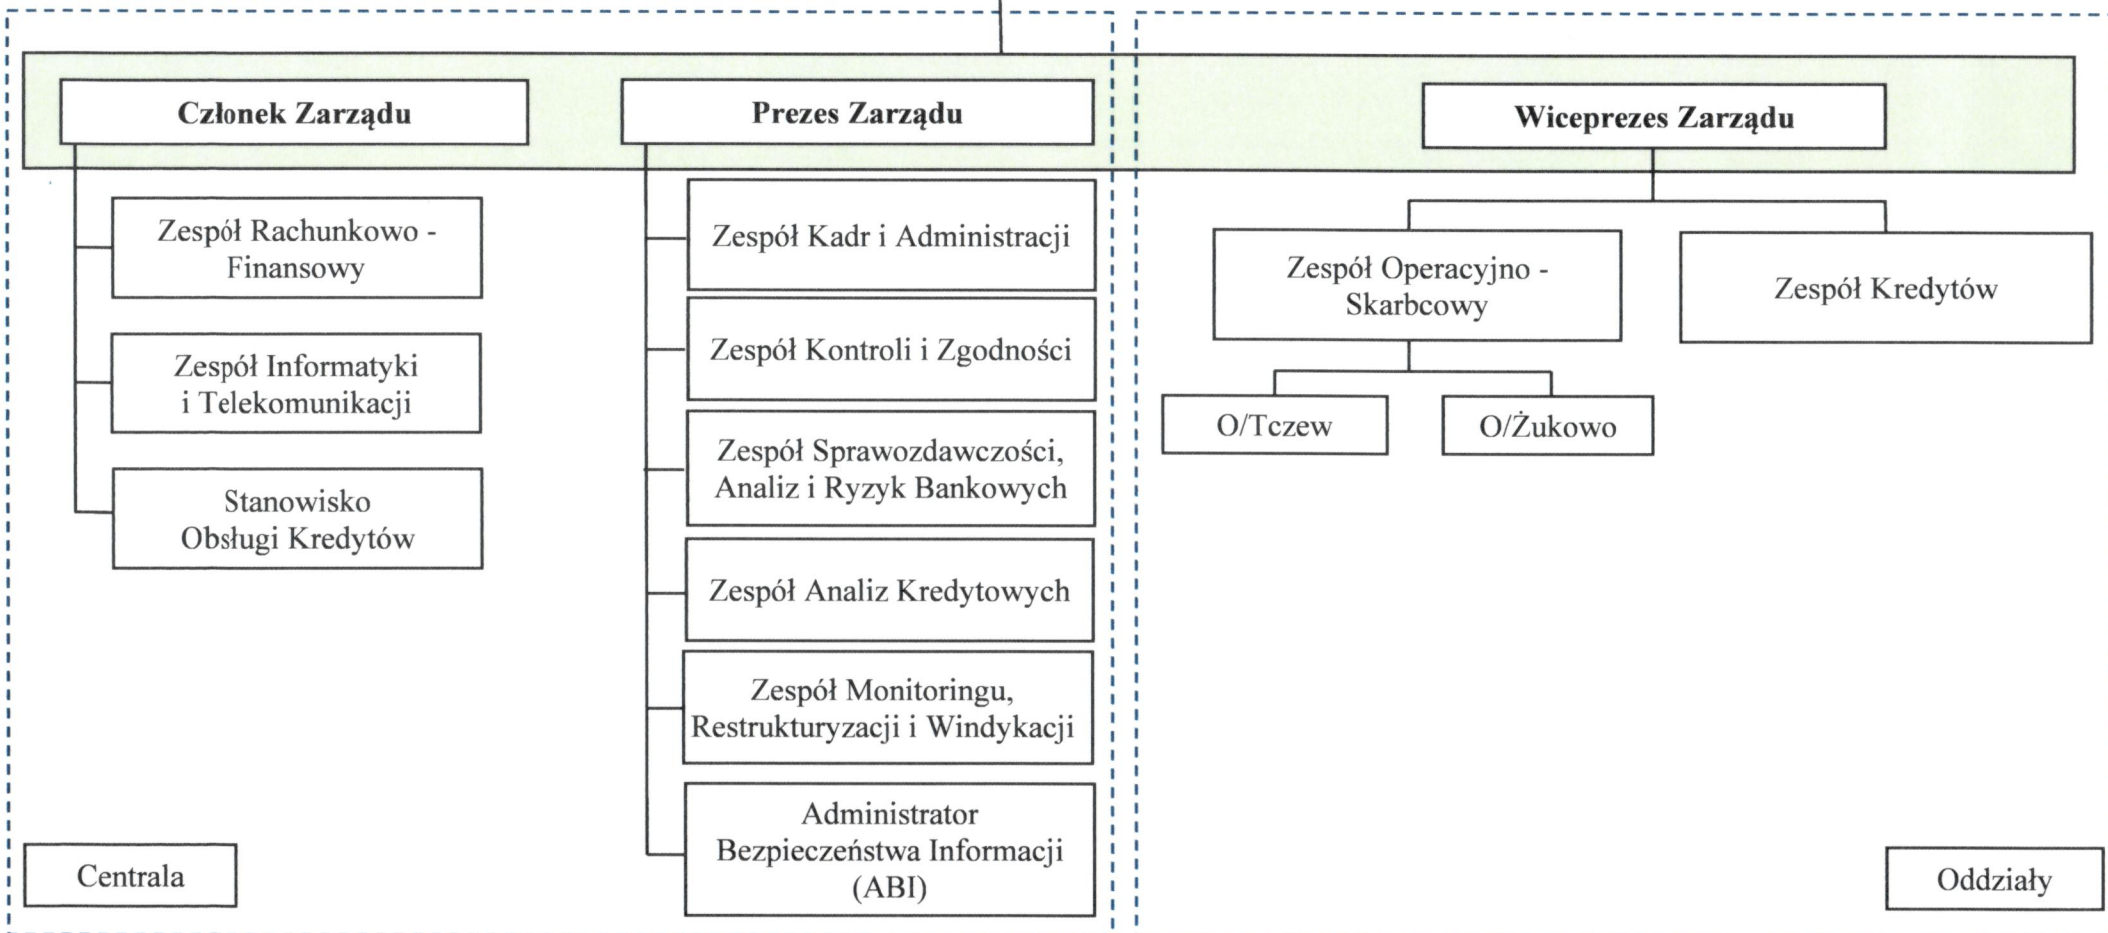 Członek Zarządu
Prezes Zarządu
Wiceprezes Zarządu
Zespół Rachunkowo -
Finansowy
Zespół Informatyki
i Telekomunikacji
Stanowisko
Obsługi Kredytów
Zespół Kadr i Administracji
Zespół Kontroli i Zgodności
Zespół Sprawozdawczości,
Analiz i Ryzyk Bankowych
Zespół Analiz Kredytowych
Zespół Monitoringu,
Restrukturyzacji i Windykacji
Administrator
Bezpieczeństwa Informacji
(ABI)
Zespół Operacyjno -
Skarbcowy
Zespół Kredytów
O/Tczew
O/Żukowo
Centrala
Oddziały